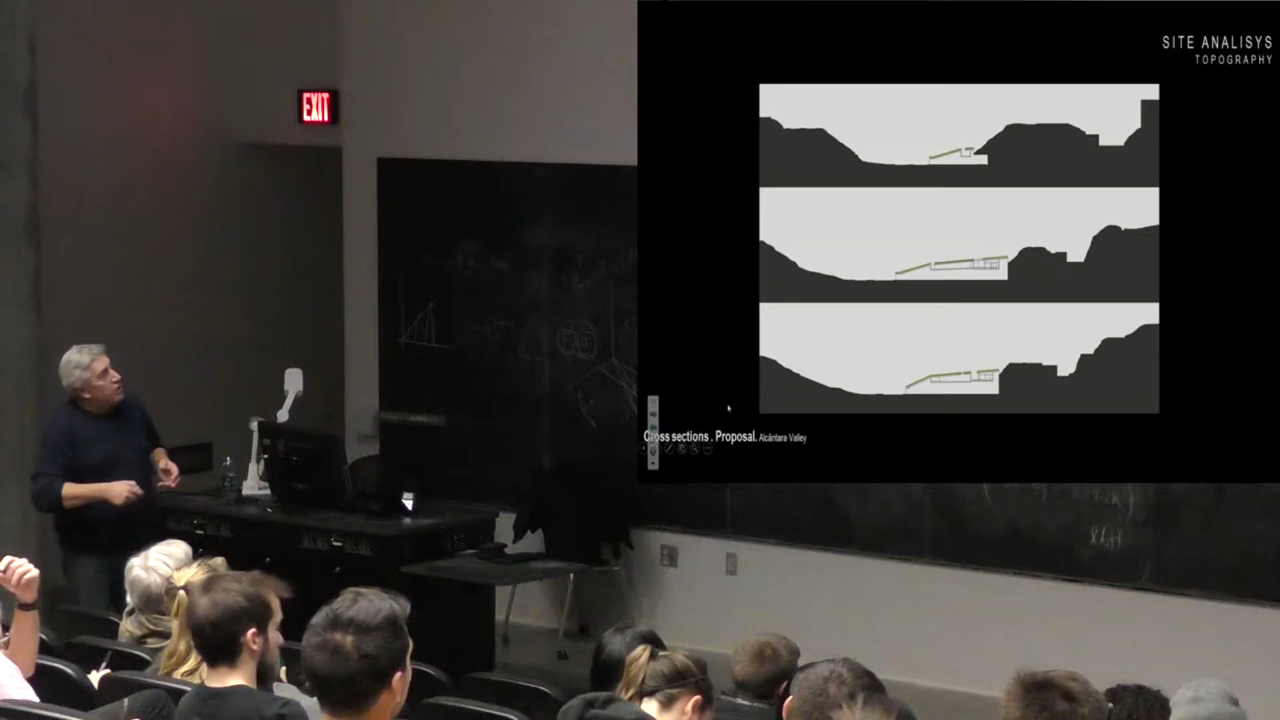 EXIT
SITE ANALISYS
TOPOGRAPHY
Cross sections . Proposal. Alcântara Valley